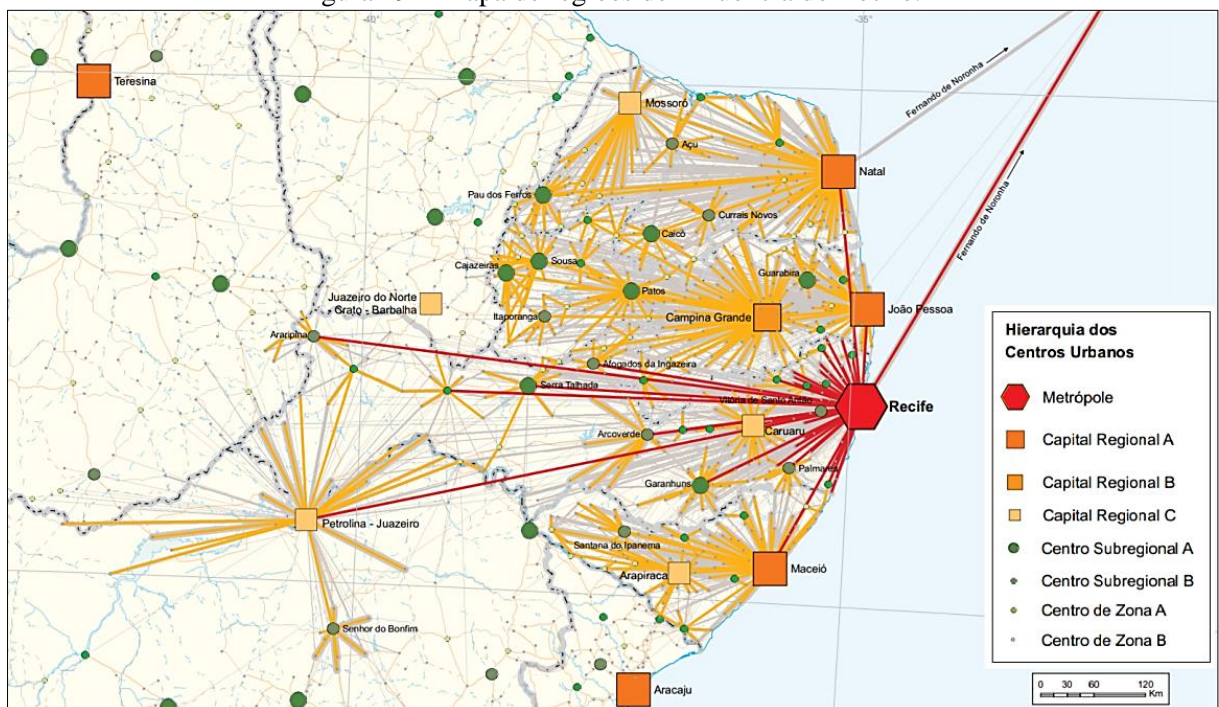 -40°
-35°
Teresina
Mossoró
Fernando de Noronha
Açu
Natal
Pau dos Ferros
Currais Novos
Fernando de Noronha
Caicó
Sousa
Cajazeiras
Guarabira
Patos
Juazeiro do Norte
Crato - Barbalha
Itaporanga
Campina Grande
João Pessoa
Araripina
Afogados da Ingazeira
Serra Talhada
Vitória de Santo Antão
Recife
Arcoverde
Caruaru
Palmares
Garanhuns
Petrolina - Juazeiro
Santana do Ipanema
Maceió
Arapiraca
Senhor do Bonfim
Aracaju
Hierarquia dos
Centros Urbanos
Metrópole
Capital Regional A
Capital Regional B
Capital Regional C
Centro Subregional A
Centro Subregional B
Centro de Zona A
Centro de Zona B
0 30 60 120
Km